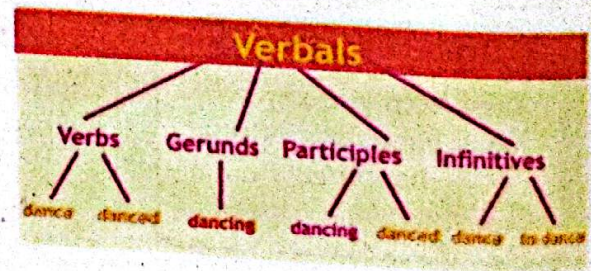 Verbals
Verbs Gerunds Participles Infinitives
dance danced dancing dancing danced dance to dance